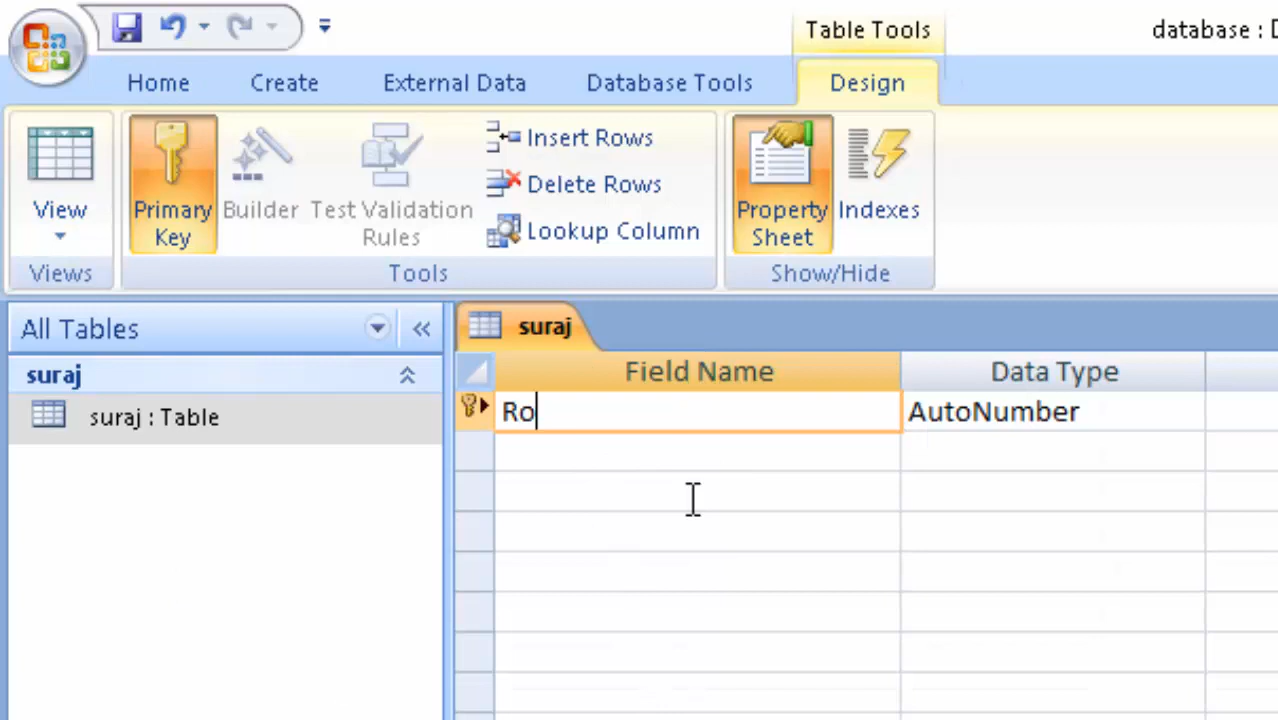 Table Tools
database : D
Home
Create
External Data
Database Tools
Design
View
Primary
Key
Builder
Test Validation
Rules
Insert Rows
Delete Rows
Lookup Column
Property
Sheet
Indexes
Views
Tools
Show/Hide
All Tables
suraj
suraj : Table
suraj
Field Name
Data Type
Ro
AutoNumber